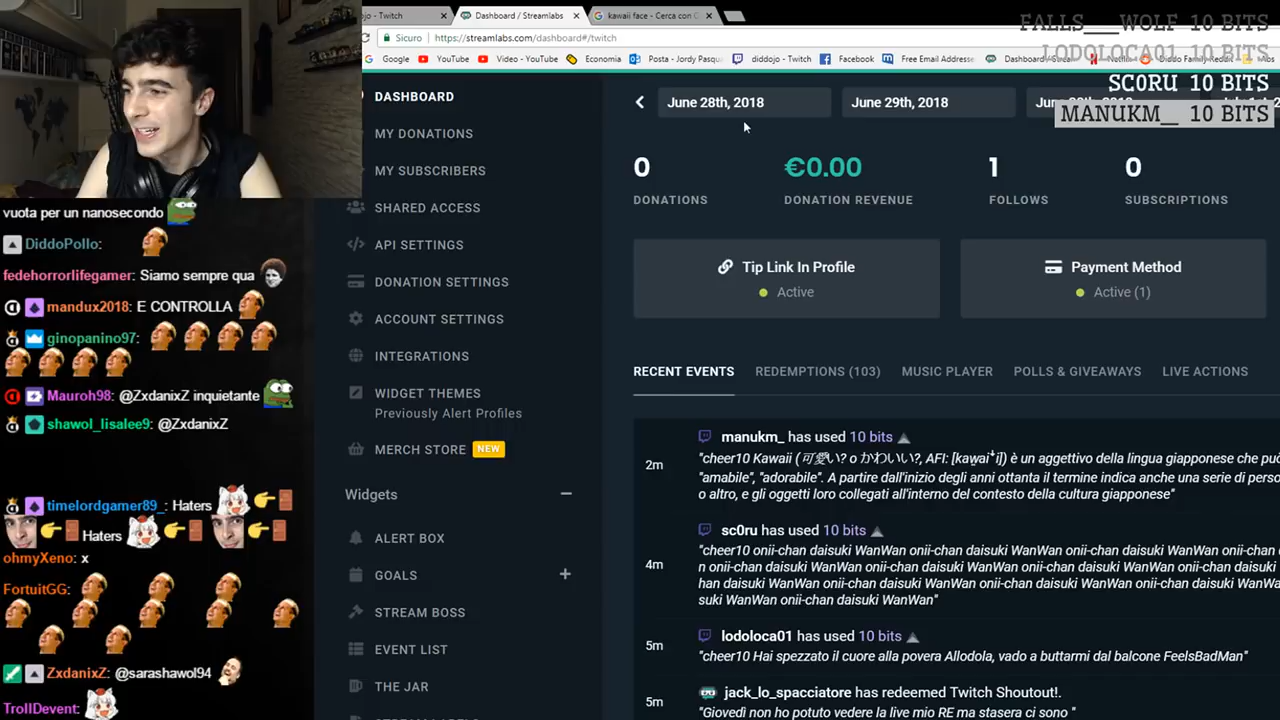 ojo - Twitch
Dashboard / Streamlabs
kawaii face - Cerca con G
Sicuro
https://streamlabs.com/dashboard#/twitch
Google
YouTube
Video - YouTube
Economia
Posta - Jordy Pasqu
diddojo - Twitch
Facebook
Free Email Addresse
FALLS___WOLF 10 BITS
LODOLOCA01 10 BITS
SC0RU 10 BITS
MANUKM_ 10 BITS
vuota per un nanosecondo
DiddoPollo:
fedehorrorlifegamer: Siamo sempre qua
mandux2018: E CONTROLLA
ginopanino97:
Mauroh98: @ZxdanixZ inquietante
shawol_lisalee9: @ZxdanixZ
timelordgamer89_: Haters
Haters
ohmyXeno: x
FortuitGG:
ZxdanixZ: @sarashawol94
TrollDevent:
DASHBOARD
MY DONATIONS
MY SUBSCRIBERS
SHARED ACCESS
API SETTINGS
DONATION SETTINGS
ACCOUNT SETTINGS
INTEGRATIONS
WIDGET THEMES
Previously Alert Profiles
MERCH STORE NEW
Widgets
ALERT BOX
GOALS
STREAM BOSS
EVENT LIST
THE JAR
June 28th, 2018
June 29th, 2018
0
DONATIONS
€0.00
DONATION REVENUE
1
FOLLOWS
0
SUBSCRIPTIONS
Tip Link In Profile
Active
Payment Method
Active (1)
RECENT EVENTS
REDEMPTIONS (103)
MUSIC PLAYER
POLLS & GIVEAWAYS
LIVE ACTIONS
2m
manukm_ has used 10 bits
"cheer10 Kawaii (可愛い? o かわいい?, AFI: [kaɰaiꜜi]) è un aggettivo della lingua giapponese che può
"amabile", "adorabile". A partire dall'inizio degli anni ottanta il termine indica anche una serie di perso
o altro, e gli oggetti loro collegati all'interno del contesto della cultura giapponese"
4m
sc0ru has used 10 bits
"cheer10 onii-chan daisuki WanWan onii-chan daisuki WanWan onii-chan daisuki WanWan onii-chan d
n onii-chan daisuki WanWan onii-chan daisuki WanWan onii-chan daisuki WanWan onii-chan daisuki
han daisuki WanWan onii-chan daisuki WanWan onii-chan daisuki WanWan onii-chan daisuki WanWa
suki WanWan onii-chan daisuki WanWan"
5m
lodoloca01 has used 10 bits
"cheer10 Hai spezzato il cuore alla povera Allodola, vado a buttarmi dal balcone FeelsBadMan"
5m
jack_lo_spacciatore has redeemed Twitch Shoutout!.
"Giovedì non ho potuto vedere la live mio RE ma stasera ci sono "